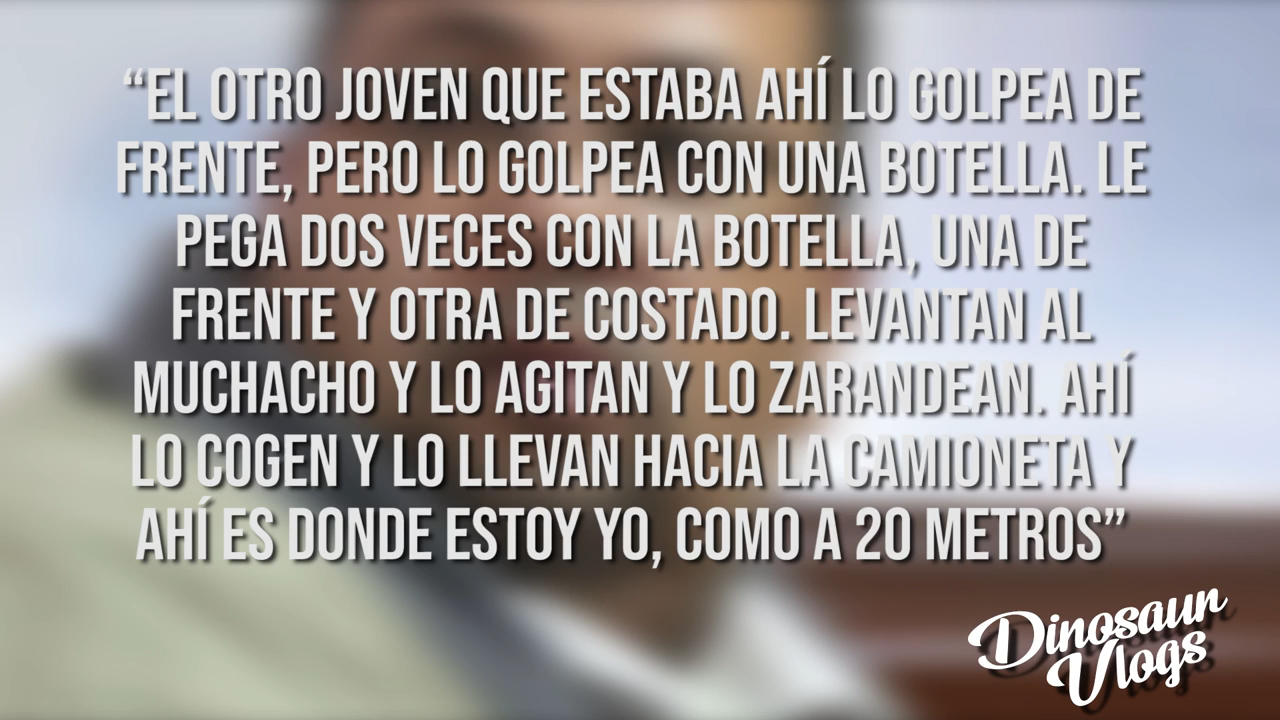 “EL OTRO JOVEN QUE ESTABA AHÍ LO GOLPEA DE
FRENTE, PERO LO GOLPEA CON UNA BOTELLA. LE
PEGA DOS VECES CON LA BOTELLA, UNA DE
FRENTE Y OTRA DE COSTADO. LEVANTAN AL
MUCHACHO Y LO AGITAN Y LO ZARANDEAN. AHÍ
LO COGEN Y LO LLEVAN HACIA LA CAMIONETA Y
AHÍ ES DONDE ESTOY YO, COMO A 20 METROS”
Dinosaur
Vlogs